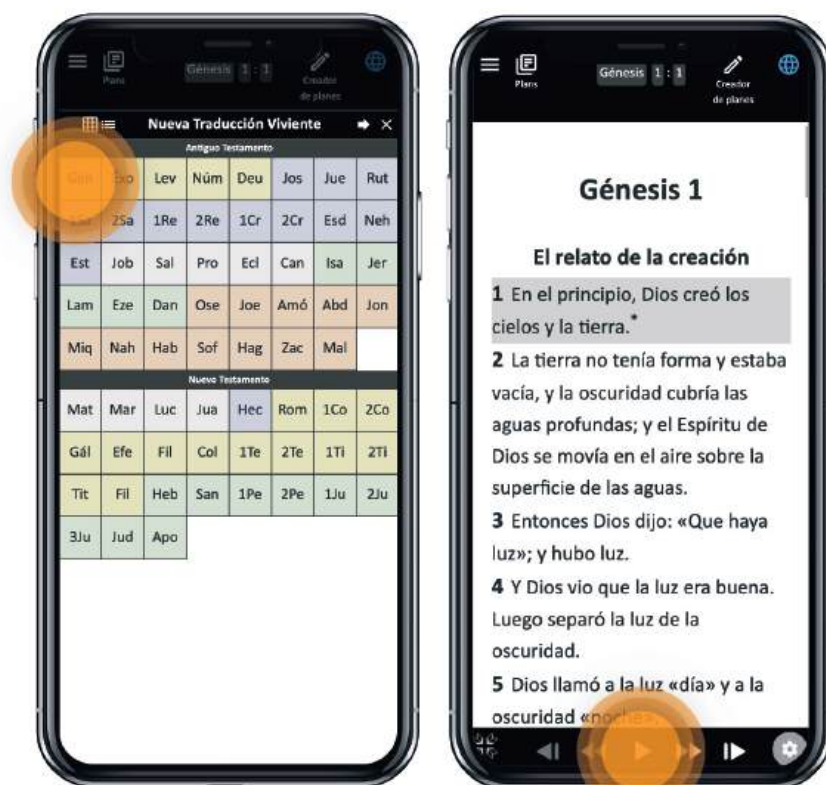 Plans
Génesis 1 : 1
Creador
de planes
Nueva Traducción Viviente
Antiguo Testamento
Gén Éxo Lev Núm Deu Jos Jue Rut
1Sa 2Sa 1Re 2Re 1Cr 2Cr Esd Neh
Est Job Sal Pro Ecl Can Isa Jer
Lam Eze Dan Ose Joe Amó Abd Jon
Miq Nah Hab Sof Hag Zac Mal
Nuevo Testamento
Mat Mar Luc Jua Hec Rom 1Co 2Co
Gál Efe Fil Col 1Te 2Te 1Ti 2Ti
Tit Fil Heb San 1Pe 2Pe 1Ju 2Ju
3Ju Jud Apo
Plans
Génesis 1 : 1
Creador
de planes
Génesis 1
El relato de la creación
1 En el principio, Dios creó los
cielos y la tierra.*
2 La tierra no tenía forma y estaba
vacía, y la oscuridad cubría las
aguas profundas; y el Espíritu de
Dios se movía en el aire sobre la
superficie de las aguas.
3 Entonces Dios dijo: «Que haya
luz»; y hubo luz.
4 Y Dios vio que la luz era buena.
Luego separó la luz de la
oscuridad.
5 Dios llamó a la luz «día» y a la
oscuridad «noche».